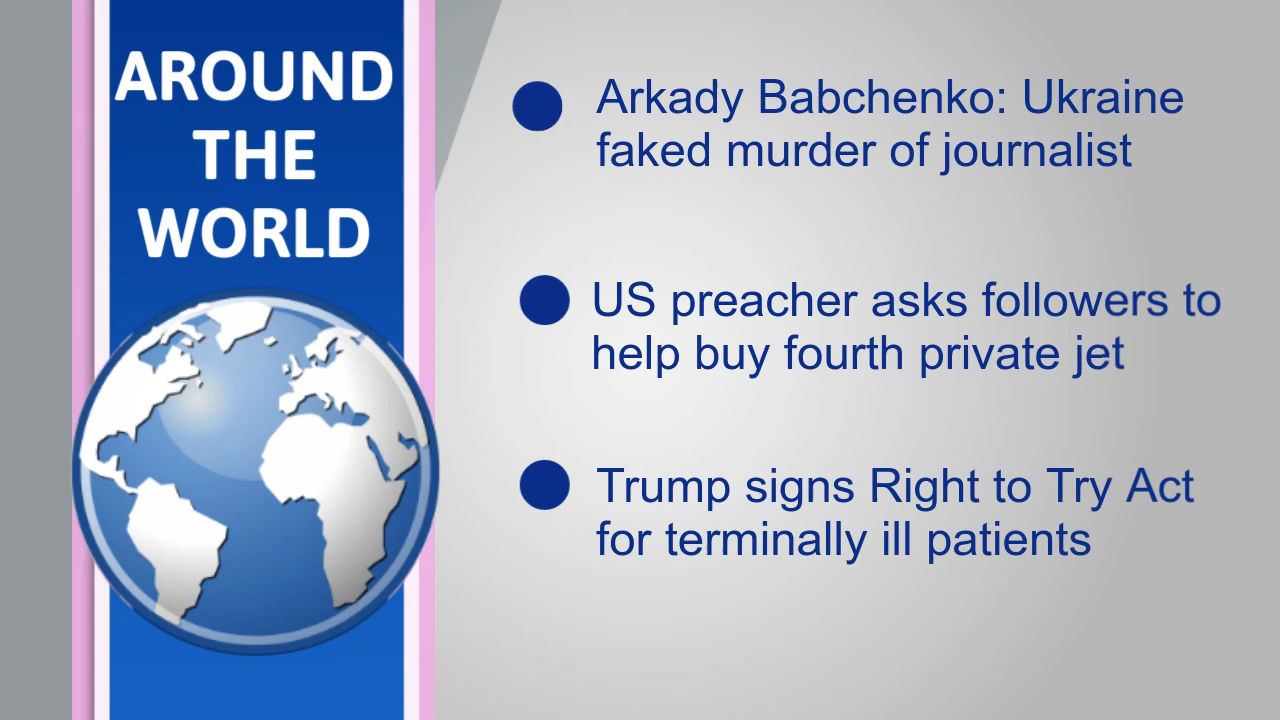 AROUND
THE
WORLD
Arkady Babchenko: Ukraine
faked murder of journalist
US preacher asks followers to
help buy fourth private jet
Trump signs Right to Try Act
for terminally ill patients